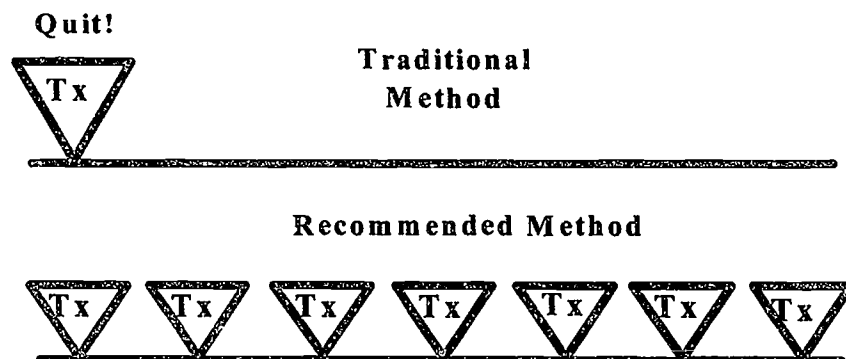 Quit!
Tx
Traditional
Method
Recommended Method
Tx Tx Tx Tx Tx Tx Tx